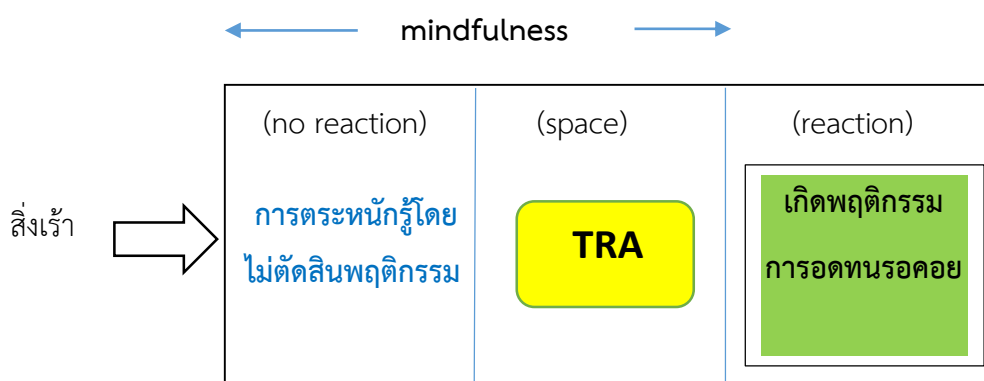 mindfulness
(no reaction)
(space)
(reaction)
สิ่งเร้า
การตระหนักรู้โดย
ไม่ตัดสินพฤติกรรม
TRA
เกิดพฤติกรรม
การอดทนรอคอย